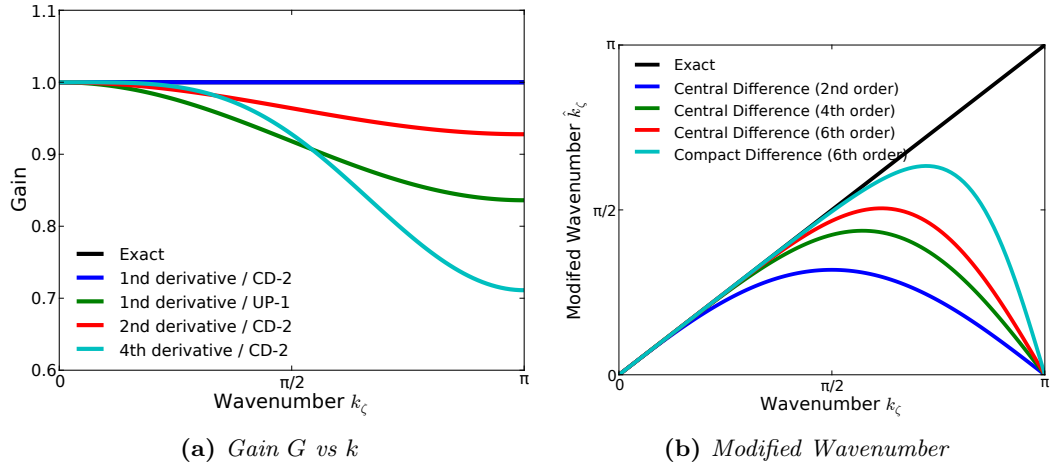 1.1
1.0
0.9
0.8
0.7
0.6
Gain
Exact
1nd derivative / CD-2
1nd derivative / UP-1
2nd derivative / CD-2
4th derivative / CD-2
0
π/2
π
Wavenumber k_ζ
(a) Gain G vs k
π
π/2
0
Modifed Wavenumber k̂_ζ
Exact
Central Difference (2nd order)
Central Difference (4th order)
Central Difference (6th order)
Compact Difference (6th order)
0
π/2
π
Wavenumber k_ζ
(b) Modified Wavenumber